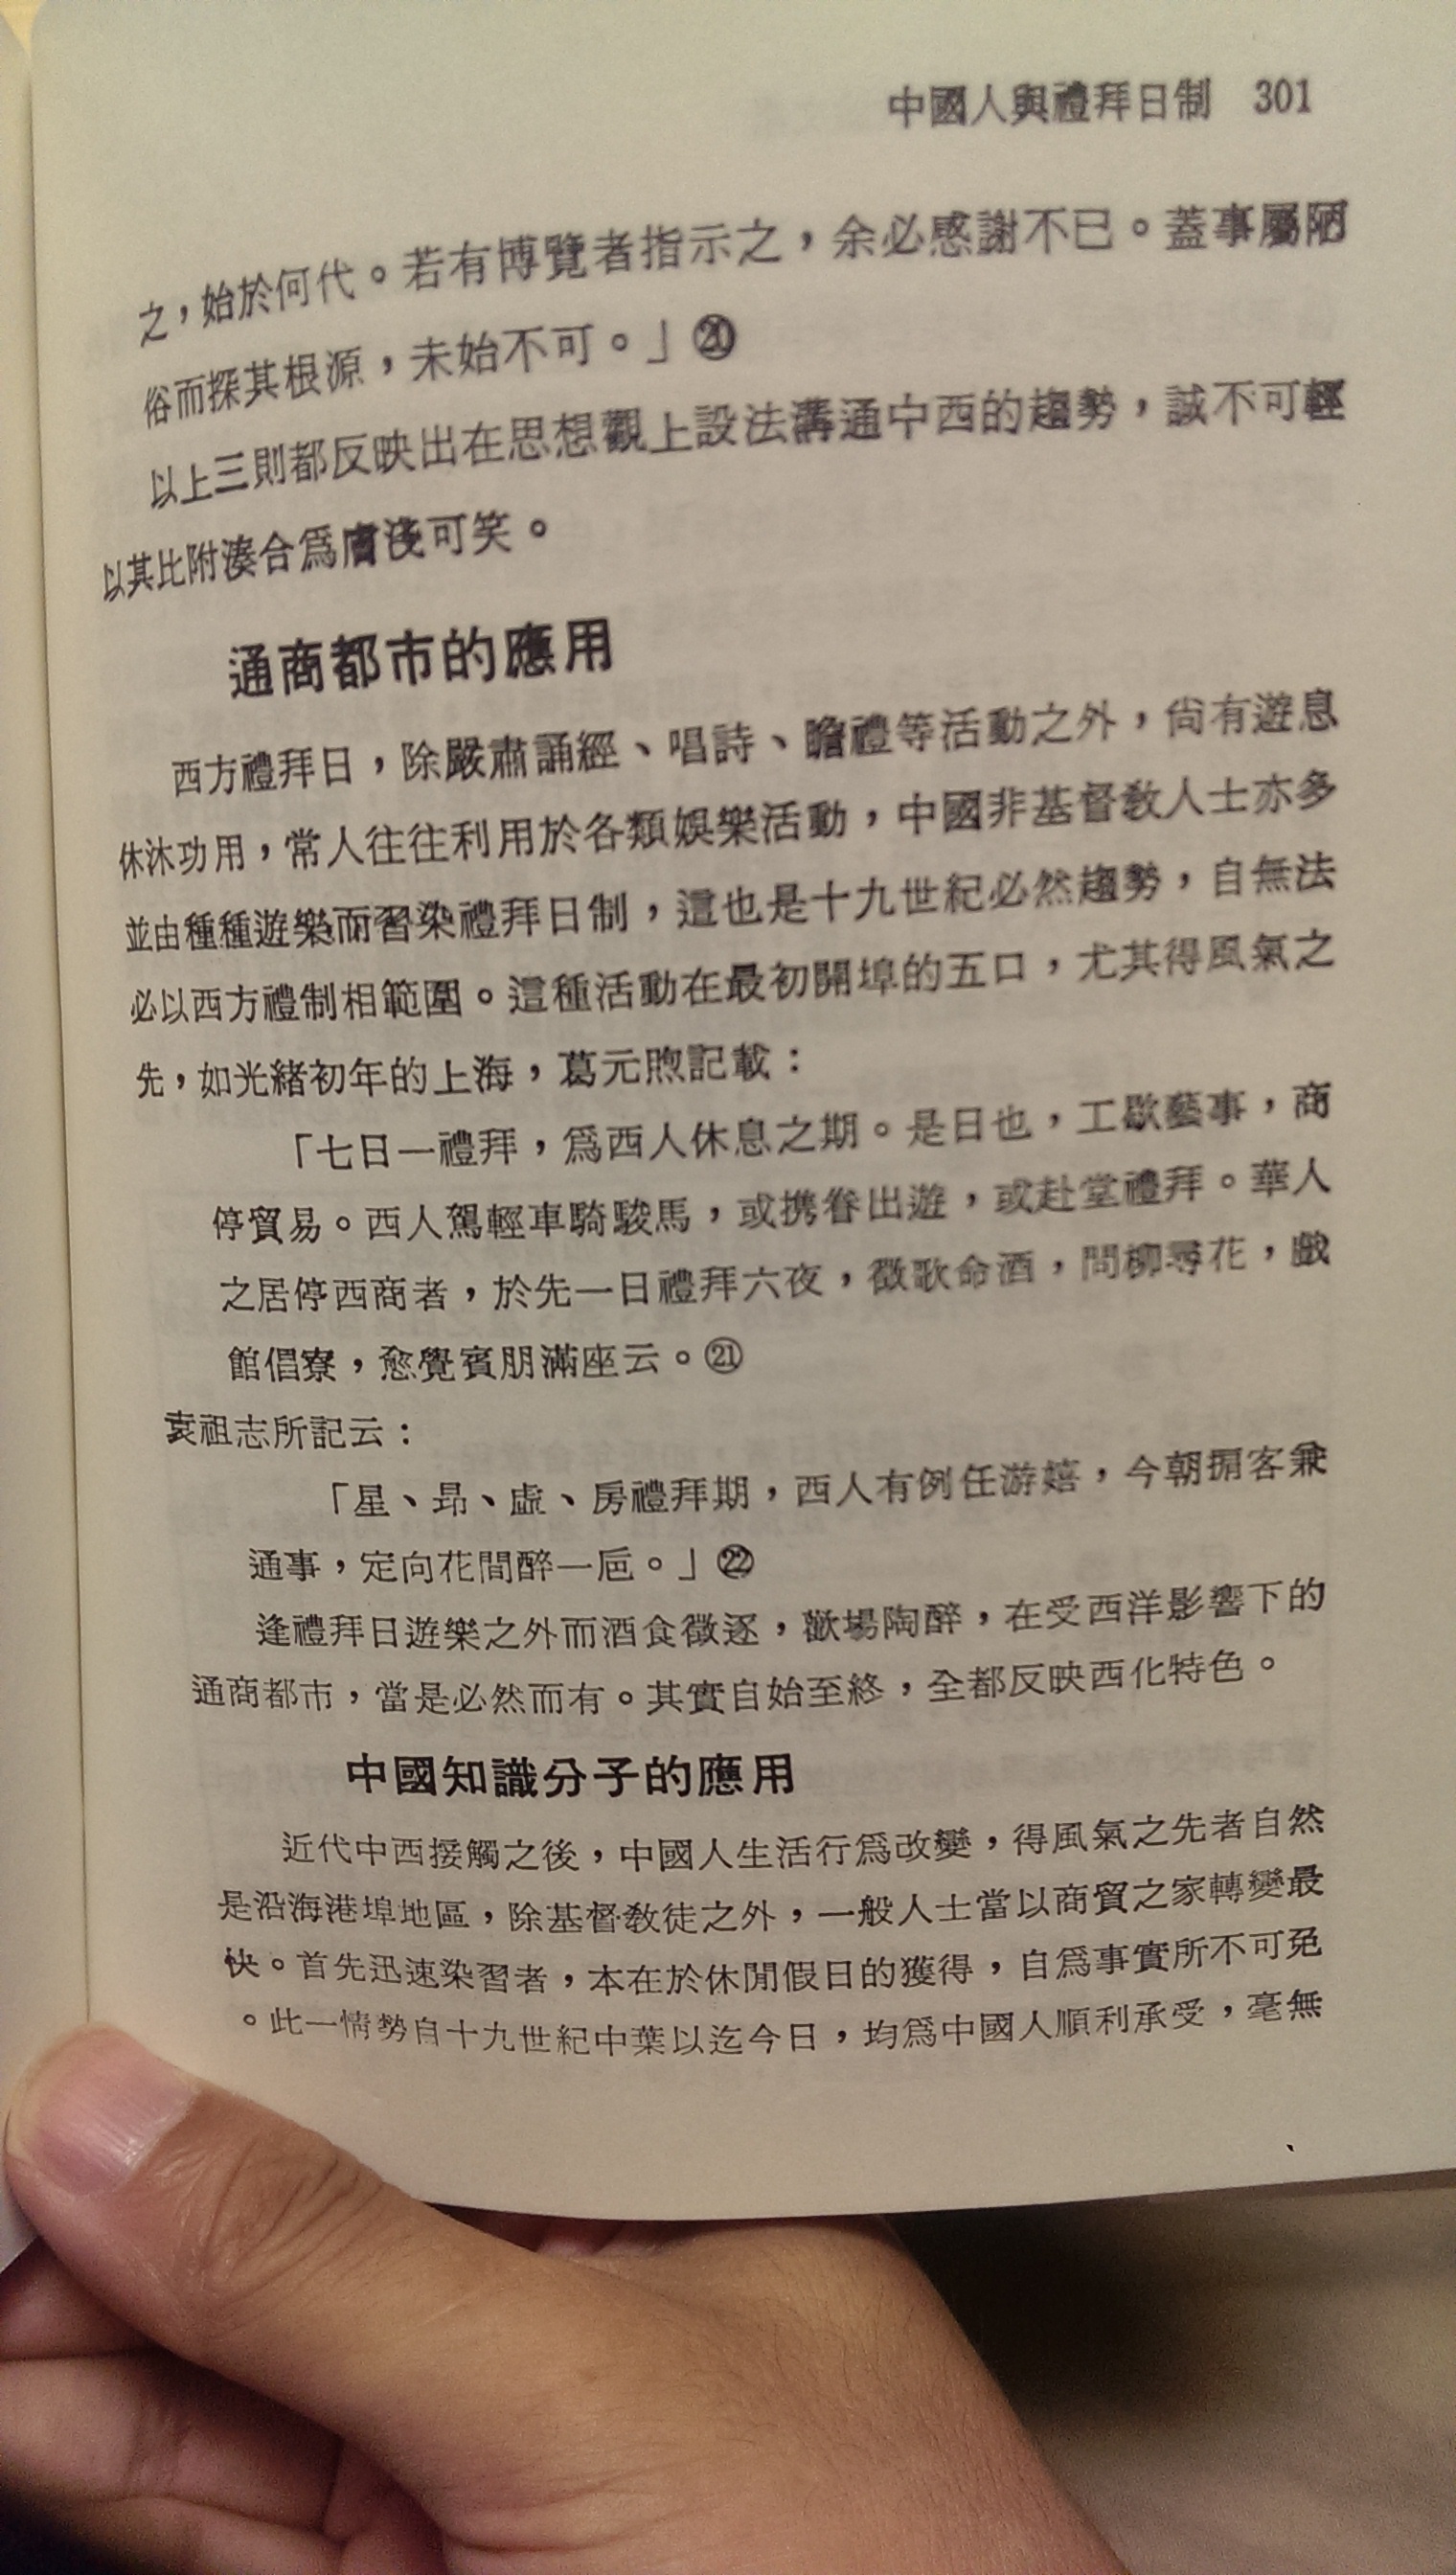 中國人與禮拜日制 301
之，始於何代。若有博覽者指示之，余必感謝不已。蓋事屬陋
俗而探其根源，未始不可。」⑳
以上三則都反映出在思想觀上設法溝通中西的趨勢，誠不可輕
以其比附湊合爲膚淺可笑。
通商都市的應用
西方禮拜日，除嚴肅誦經、唱詩、瞻禮等活動之外，尙有遊息
休沐功用，常人往往利用於各類娛樂活動，中國非基督敎人士亦多
並由種種遊樂而習染禮拜日制，這也是十九世紀必然趨勢，自無法
必以西方禮制相範圍。這種活動在最初開埠的五口，尤其得風氣之
先，如光緒初年的上海，葛元煦記載：
「七日一禮拜，爲西人休息之期。是日也，工歇藝事，商
停貿易。西人駕輕車騎駿馬，或携眷出遊，或赴堂禮拜。華人
之居停西商者，於先一日禮拜六夜，徵歌命酒，問柳尋花，戲
館倡寮，愈覺賓朋滿座云。㉑
袁祖志所記云：
「星、昴、虛、房禮拜期，西人有例任游嬉，今朝捐客兼
通事，定向花間醉一巵。」㉒
逢禮拜日遊樂之外而酒食徵逐，歡場陶醉，在受西洋影響下的
通商都市，當是必然而有。其實自始至終，全都反映西化特色。
中國知識分子的應用
近代中西接觸之後，中國人生活行爲改變，得風氣之先者自然
是沿海港埠地區，除基督敎徒之外，一般人士當以商貿之家轉變最
快。首先迅速染習者，本在於休閒假日的獲得，自爲事實所不可免
。此一情勢自十九世紀中葉以迄今日，均爲中國人順利承受，毫無